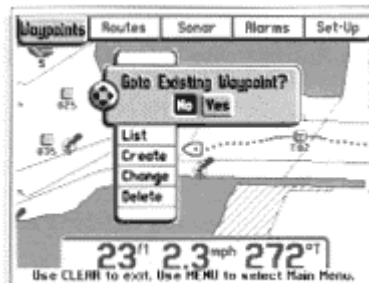 Waypoints Routes Sonar Alarms Set-Up
Goto Existing Waypoint?
No Yes
List
Create
Change
Delete
23ft 2.3mph 272°T
Use CLEAR to exit. Use MENU to select Main Menu.